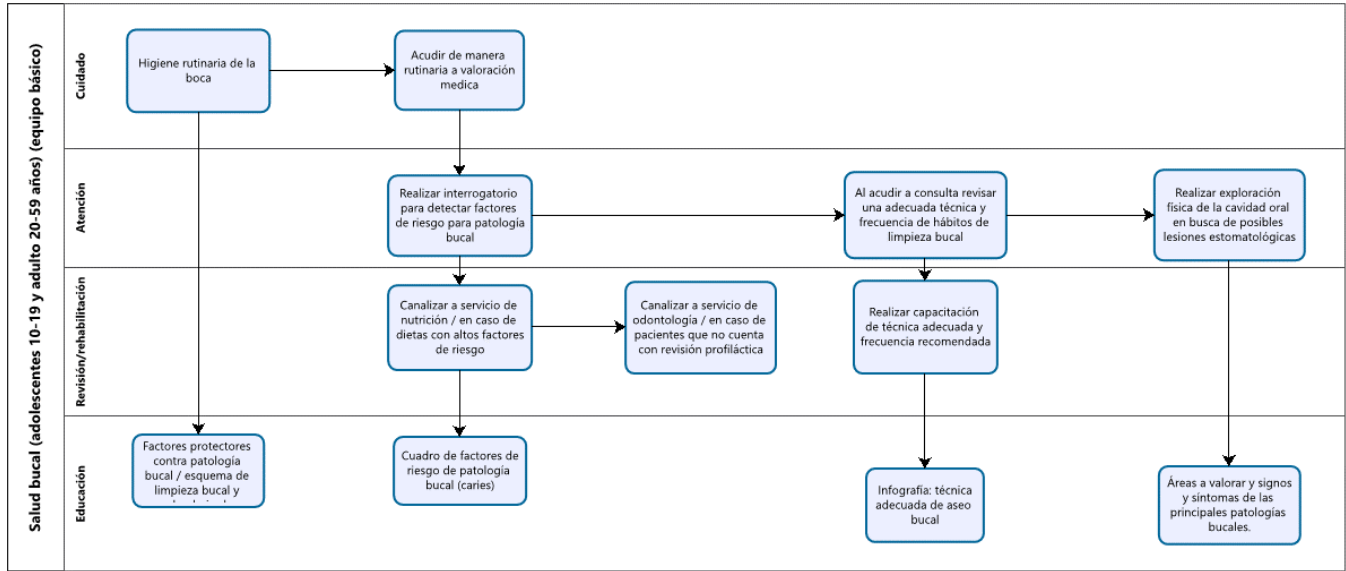 Salud bucal (adolescentes 10-19 y adulto 20-59 años) (equipo básico)
Cuidado
Higiene rutinaria de la
boca
Acudir de manera
rutinaria a valoración
medica
Atención
Realizar interrogatorio
para detectar factores
de riesgo para patología
bucal
Al acudir a consulta revisar
una adecuada técnica y
frecuencia de hábitos de
limpieza bucal
Realizar exploración
física de la cavidad oral
en busca de posibles
lesiones estomatológicas
Revisión/rehabilitación
Canalizar a servicio de
nutrición / en caso de
dietas con altos factores
de riesgo
Canalizar a servicio de
odontología / en caso de
pacientes que no cuenta
con revisión profiláctica
Realizar capacitación
de técnica adecuada y
frecuencia recomendada
Educación
Factores protectores
contra patología
bucal / esquema de
limpieza bucal y
Cuadro de factores de
riesgo de patología
bucal (caries)
Infografía: técnica
adecuada de aseo
bucal
Áreas a valorar y signos
y síntomas de las
principales patologías
bucales.